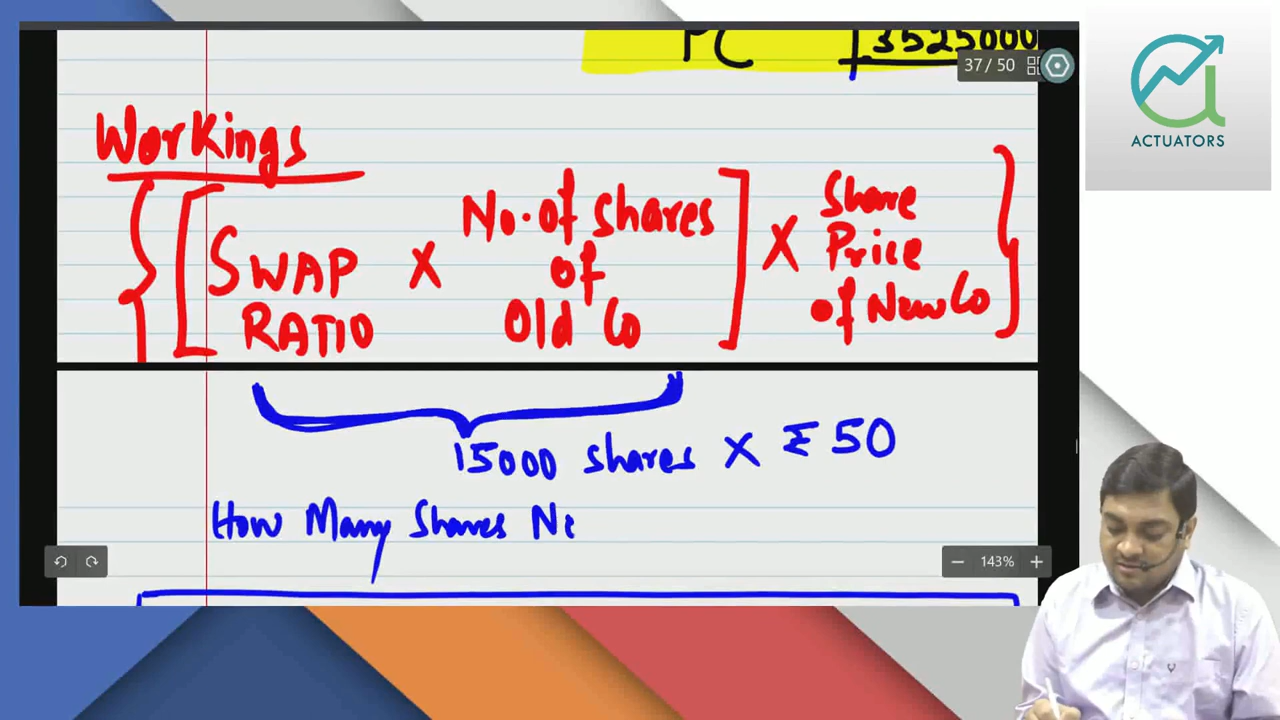 PC 3525000
37 / 50
ACTUATORS
Workings
{ [ SWAP RATIO X No. of Shares of Old Co ] X Share Price of New Co }
15000 shares X ₹ 50
How Many Shares Ne
143%